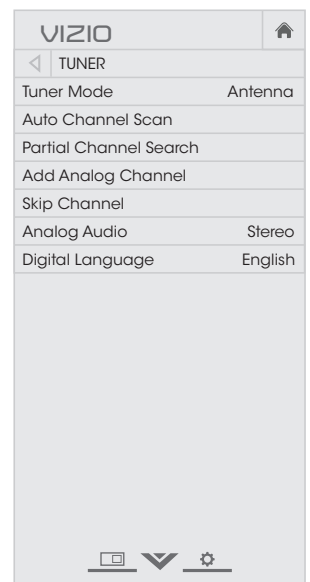 VIZIO
TUNER
Tuner Mode Antenna
Auto Channel Scan
Partial Channel Search
Add Analog Channel
Skip Channel
Analog Audio Stereo
Digital Language English